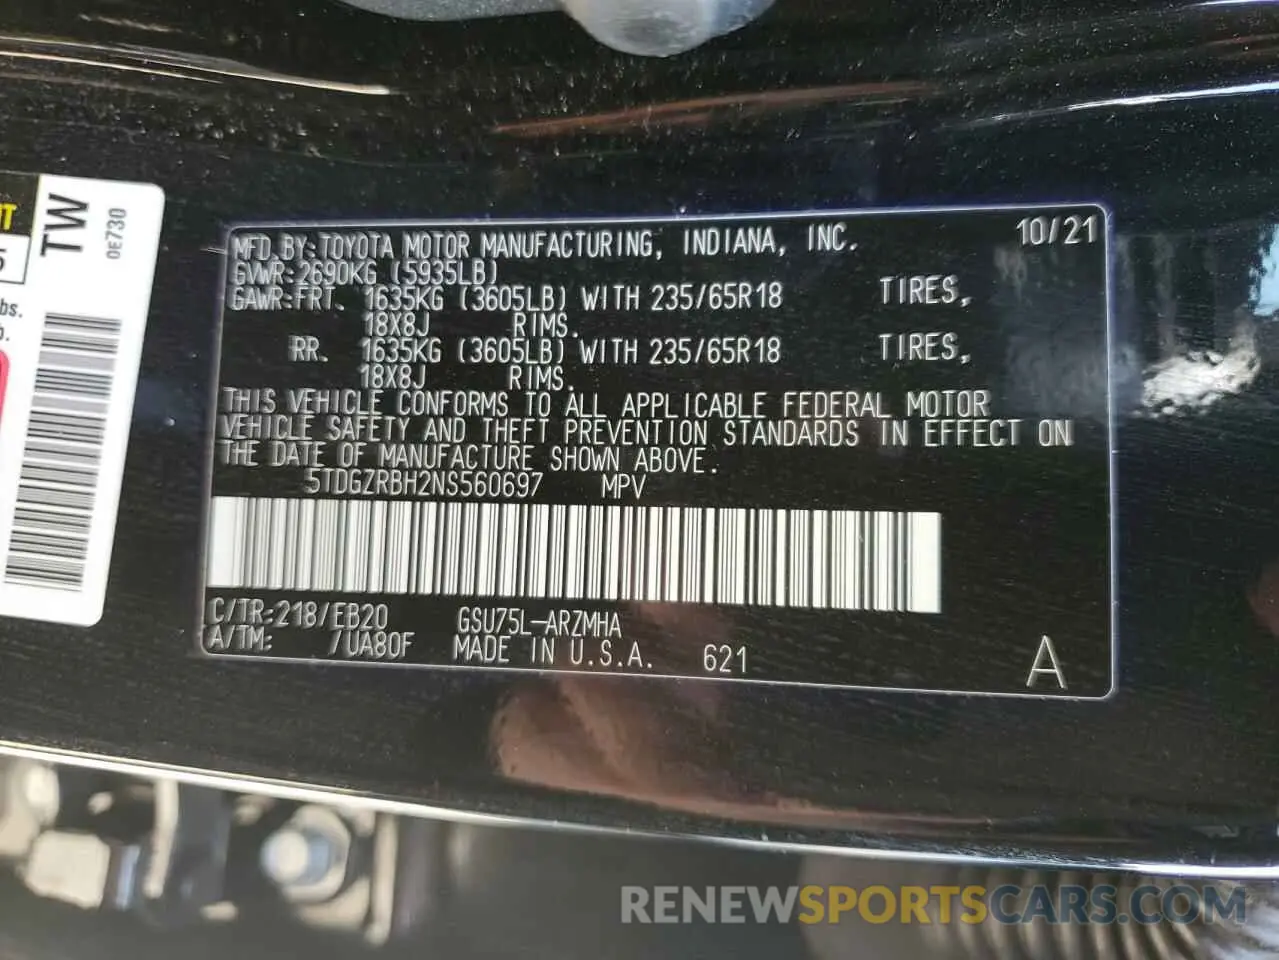 TW
0E730
MFD.BY:TOYOTA MOTOR MANUFACTURING, INDIANA, INC. 10/21
GVWR:2690KG (5935LB)
GAWR:FRT. 1635KG (3605LB) WITH 235/65R18 TIRES,
18X8J RIMS.
RR. 1635KG (3605LB) WITH 235/65R18 TIRES,
18X8J RIMS.
THIS VEHICLE CONFORMS TO ALL APPLICABLE FEDERAL MOTOR
VEHICLE SAFETY AND THEFT PREVENTION STANDARDS IN EFFECT ON
THE DATE OF MANUFACTURE SHOWN ABOVE.
5TDGZRBH2NS560697 MPV
C/TR:218/EB20 GSU75L-ARZMHA
A/TM: /UA80F MADE IN U.S.A. 621 A
RENEWSPORTSCARS.COM